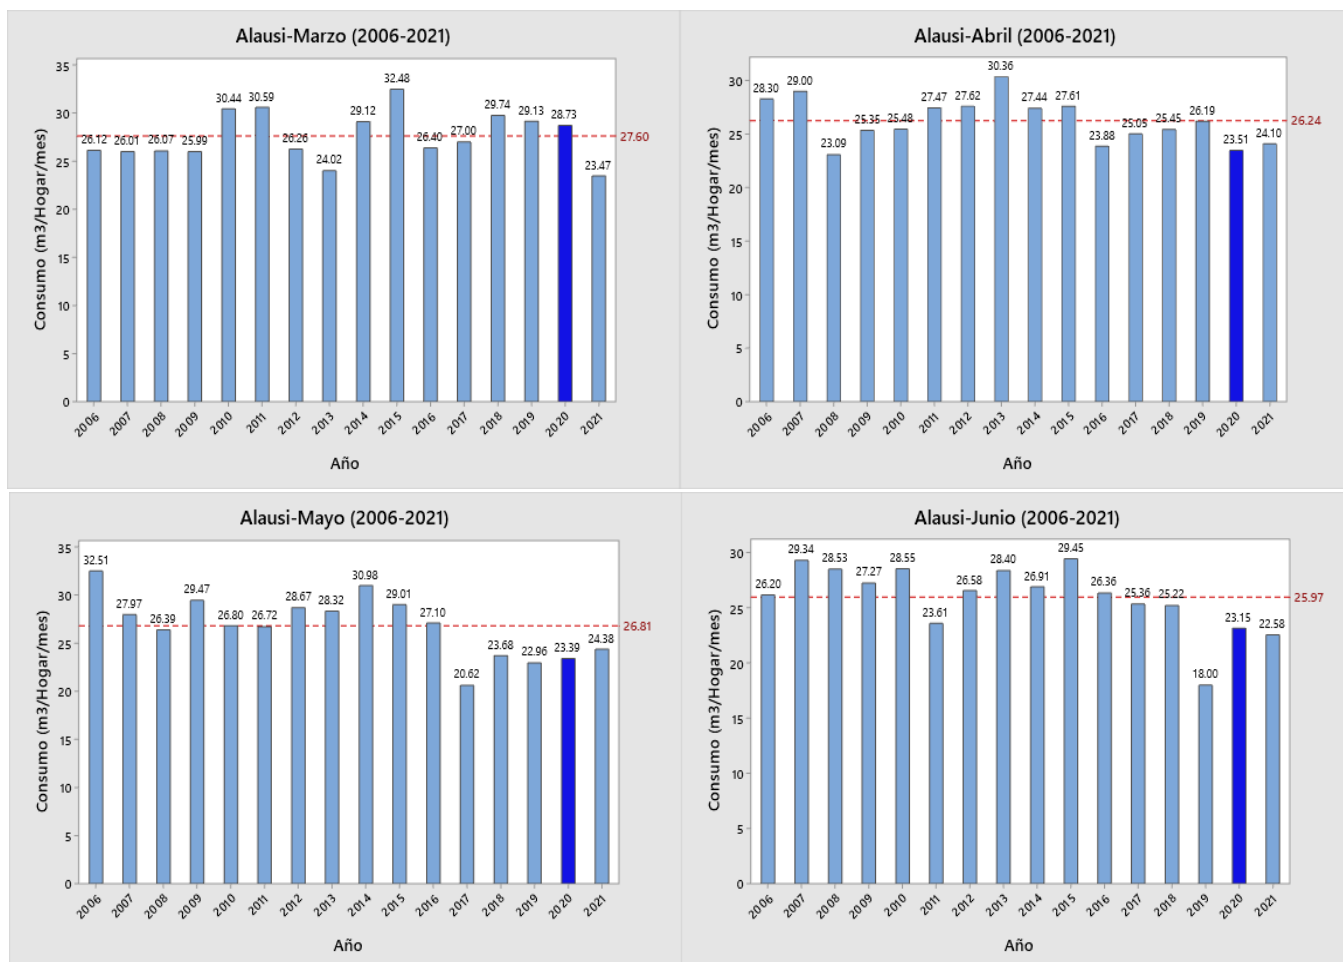 Alausi-Marzo (2006-2021)
Consumo (m3/Hogar/mes)
35
30
25
20
15
10
5
0
26.12 26.01 26.07 25.99 30.44 30.59 26.26 24.02 29.12 32.48 26.40 27.00 29.74 29.13 28.73 23.47
27.60
2006 2007 2008 2009 2010 2011 2012 2013 2014 2015 2016 2017 2018 2019 2020 2021
Año
Alausi-Abril (2006-2021)
Consumo (m3/Hogar/mes)
30
25
20
15
10
5
0
28.30 29.00 23.09 25.35 25.48 27.47 27.62 30.36 27.44 27.61 23.88 25.05 25.45 26.19 23.51 24.10
26.24
2006 2007 2008 2009 2010 2011 2012 2013 2014 2015 2016 2017 2018 2019 2020 2021
Año
Alausi-Mayo (2006-2021)
Consumo (m3/Hogar/mes)
35
30
25
20
15
10
5
0
32.51 27.97 26.39 29.47 26.80 26.72 28.67 28.32 30.98 29.01 27.10 20.62 23.68 22.96 23.39 24.38
26.81
2006 2007 2008 2009 2010 2011 2012 2013 2014 2015 2016 2017 2018 2019 2020 2021
Año
Alausi-Junio (2006-2021)
Consumo (m3/Hogar/mes)
30
25
20
15
10
5
0
26.20 29.34 28.53 27.27 28.55 23.61 26.58 28.40 26.91 29.45 26.36 25.36 25.22 18.00 23.15 22.58
25.97
2006 2007 2008 2009 2010 2011 2012 2013 2014 2015 2016 2017 2018 2019 2020 2021
Año